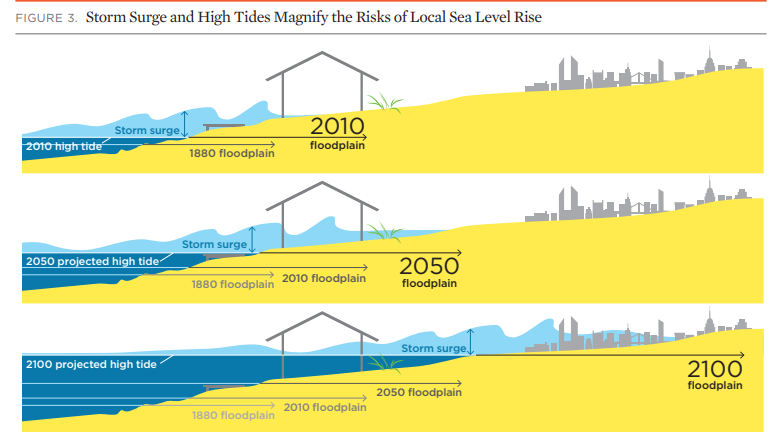 FIGURE 3. Storm Surge and High Tides Magnify the Risks of Local Sea Level Rise
Storm surge
2010 high tide
1880 floodplain
2010
floodplain
Storm surge
2050 projected high tide
1880 floodplain
2010 floodplain
2050
floodplain
Storm surge
2100 projected high tide
1880 floodplain
2010 floodplain
2050 floodplain
2100
floodplain